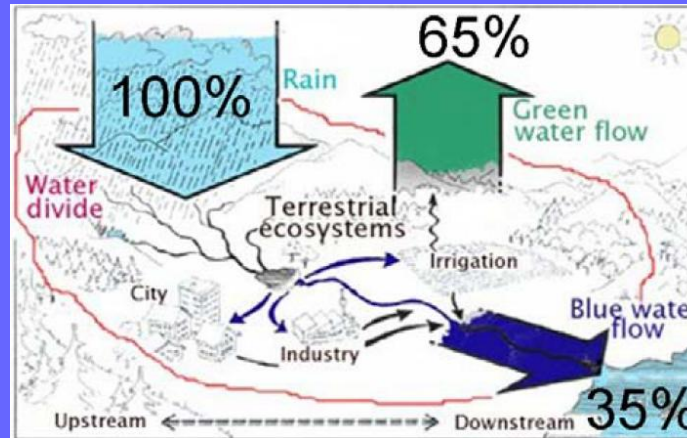 100%
Rain
65%
Green
water flow
Water
divide
Terrestrial
ecosystems
Irrigation
City
Industry
Blue water
flow
Upstream
Downstream
35%